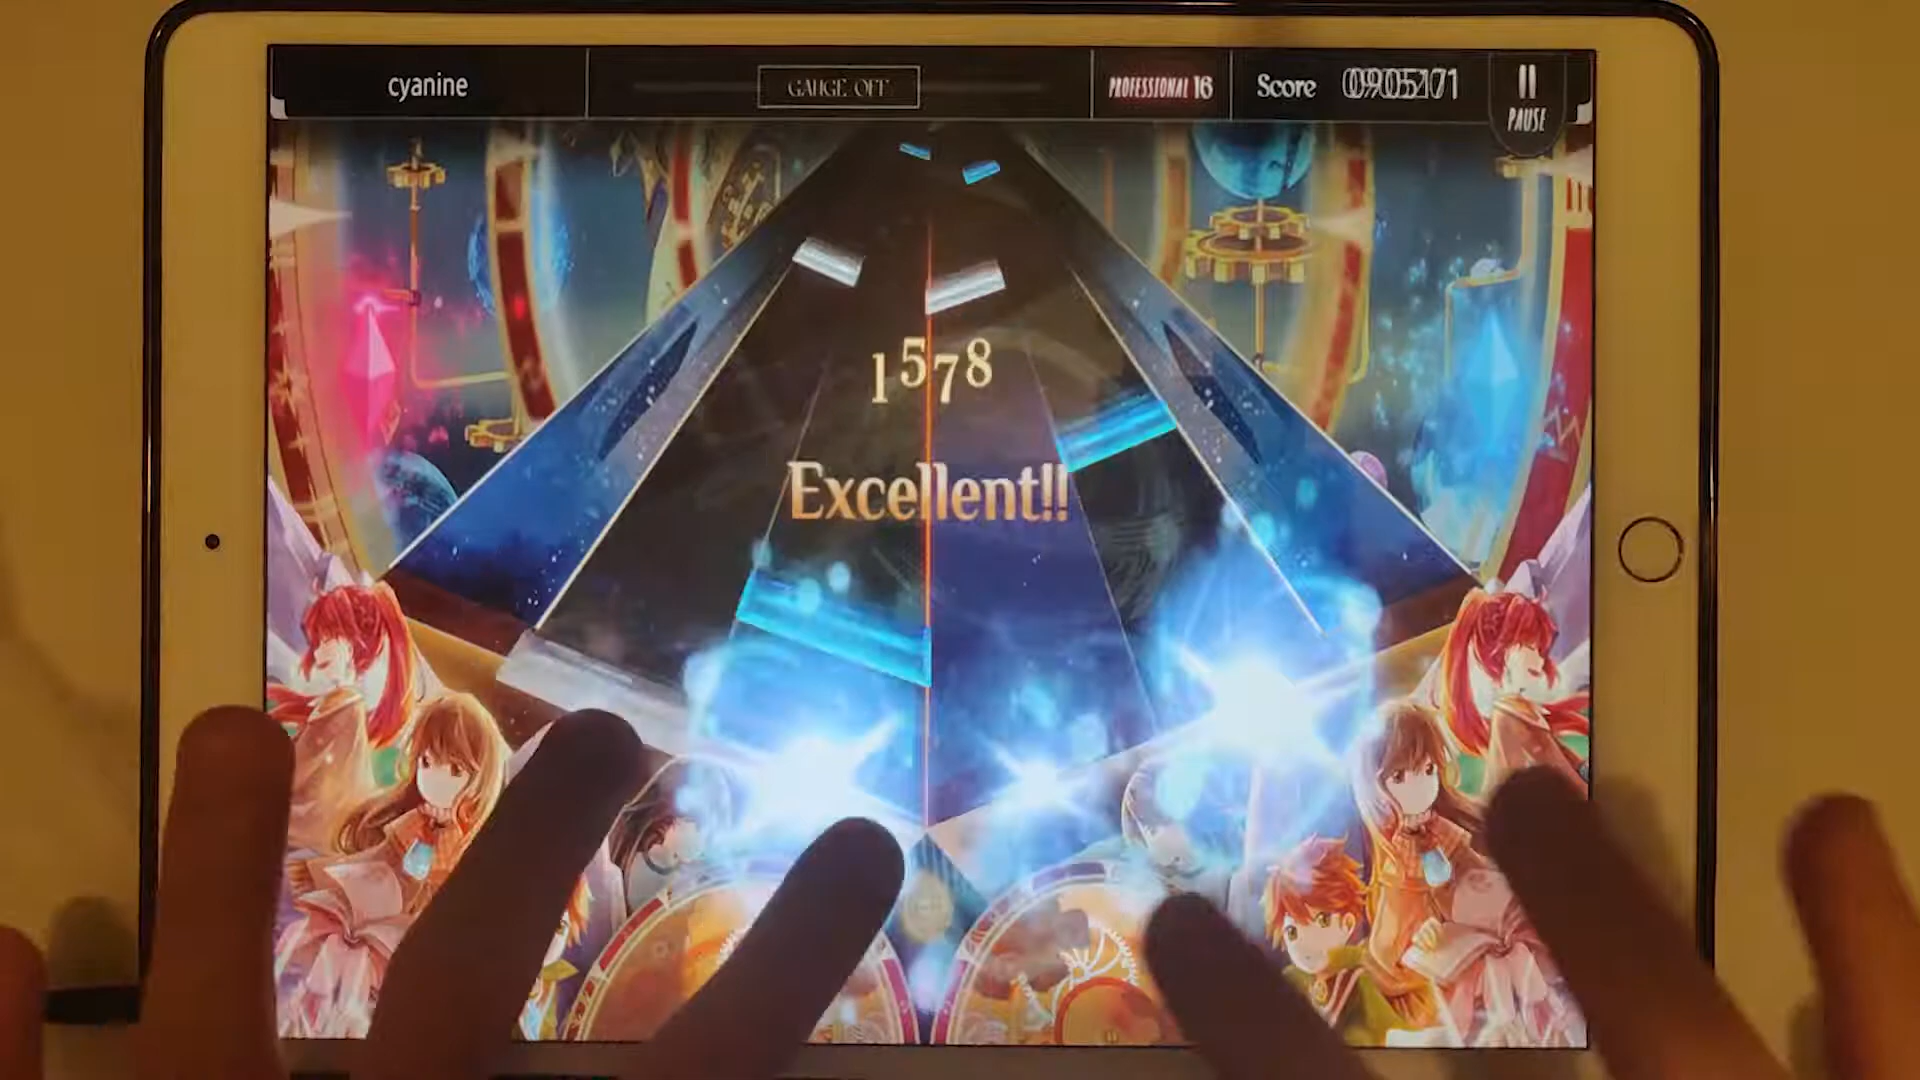 cyanine
GAUGE OFF
PROFESSIONAL 16
Score
PAUSE
1578
Excellent!!